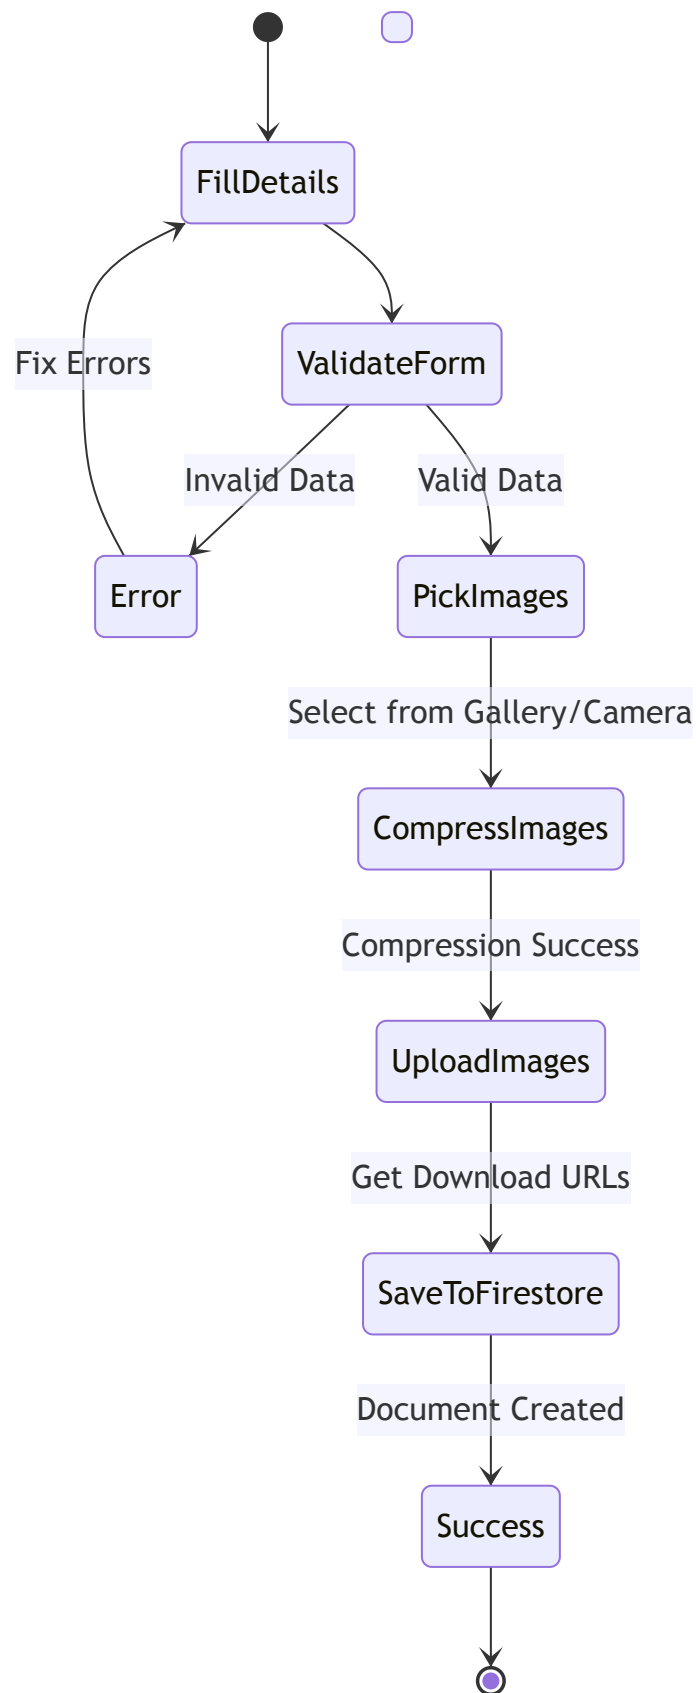 FillDetails
Fix Errors
ValidateForm
Invalid Data
Valid Data
Error
PickImages
Select from Gallery/Camera
CompressImages
Compression Success
UploadImages
Get Download URLs
SaveToFirestore
Document Created
Success